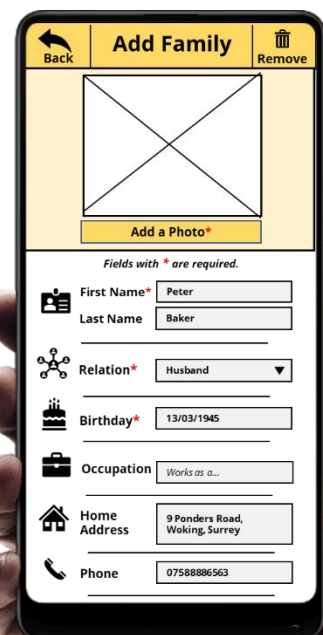 Back
Add Family
Remove
Add a Photo*
Fields with * are required.
First Name* Peter
Last Name Baker
Relation* Husband
Birthday* 13/03/1945
Occupation Works as a...
Home Address
9 Ponders Road,
Woking, Surrey
Phone 07588886563